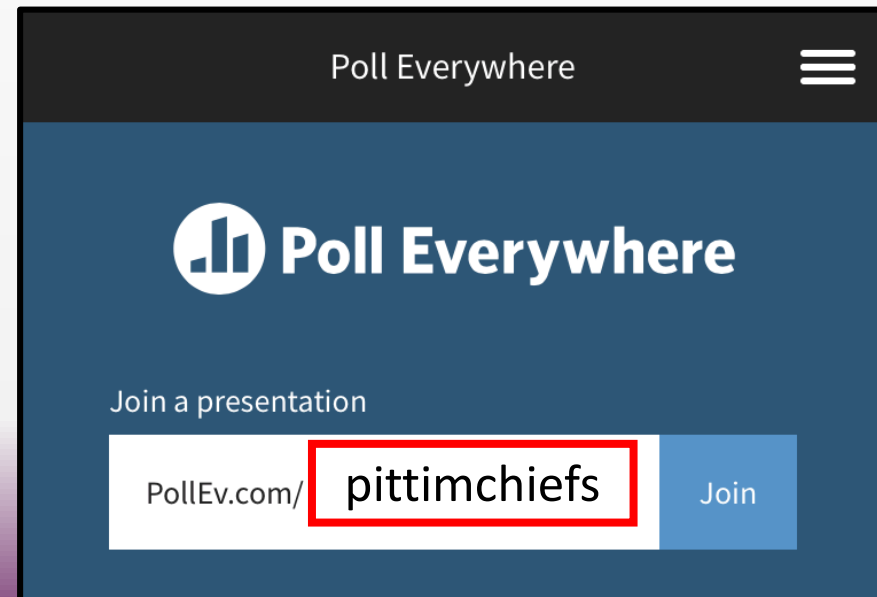 Poll Everywhere
Poll Everywhere
Join a presentation
PollEv.com/ pittimchiefs Join